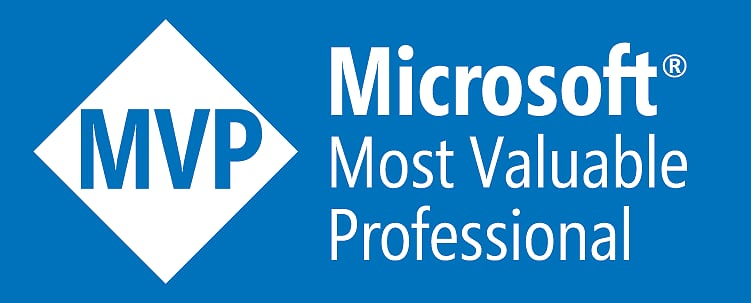 MVP
Microsoft®
Most Valuable
Professional